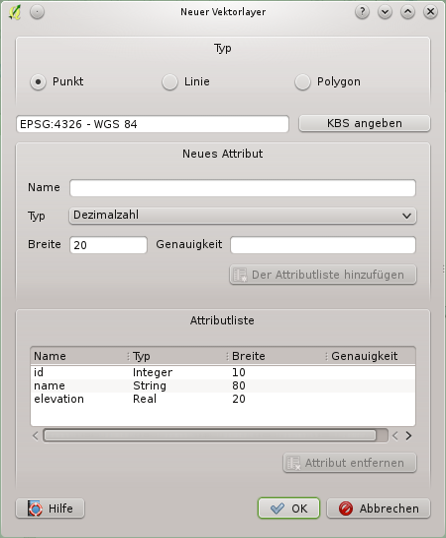 Neuer Vektorlayer
Typ
Punkt Linie Polygon
EPSG:4326 - WGS 84 KBS angeben
Neues Attribut
Name
Typ Dezimalzahl
Breite 20 Genauigkeit
Der Attributliste hinzufügen
Attributliste
Name Typ Breite Genauigkeit
id Integer 10
name String 80
elevation Real 20
Attribut entfernen
Hilfe OK Abbrechen